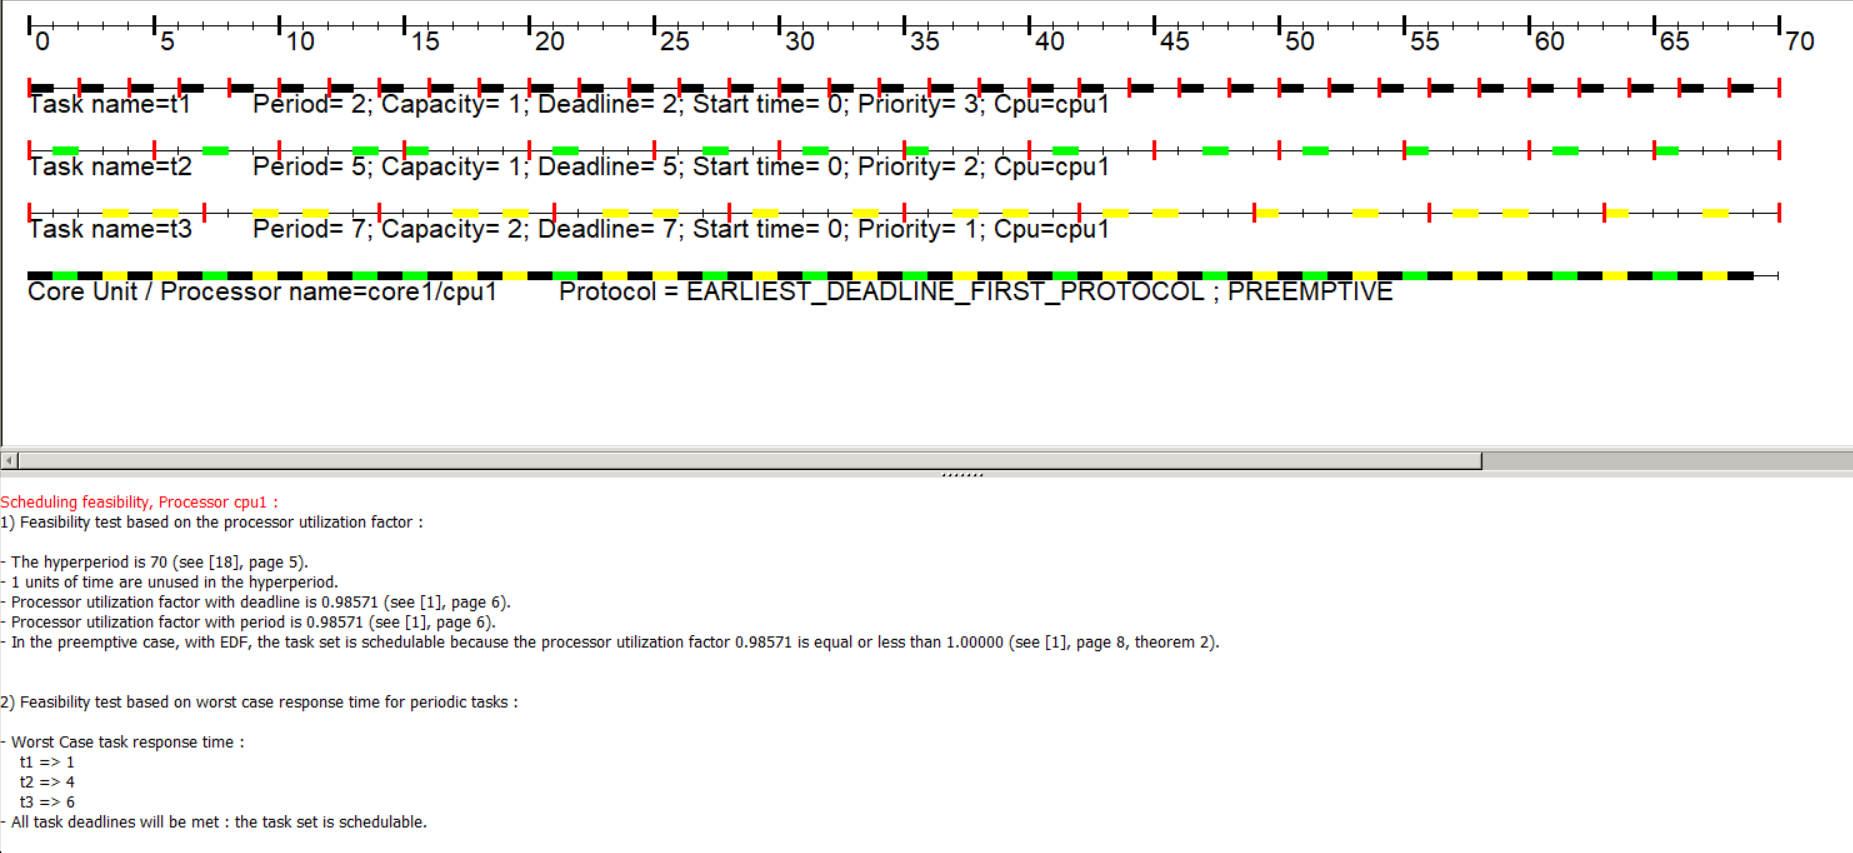 0 5 10 15 20 25 30 35 40 45 50 55 60 65 70
Task name=t1 Period= 2; Capacity= 1; Deadline= 2; Start time= 0; Priority= 3; Cpu=cpu1
Task name=t2 Period= 5; Capacity= 1; Deadline= 5; Start time= 0; Priority= 2; Cpu=cpu1
Task name=t3 Period= 7; Capacity= 2; Deadline= 7; Start time= 0; Priority= 1; Cpu=cpu1
Core Unit / Processor name=core1/cpu1 Protocol = EARLIEST_DEADLINE_FIRST_PROTOCOL ; PREEMPTIVE
Scheduling feasibility, Processor cpu1 :
1) Feasibility test based on the processor utilization factor :
- The hyperperiod is 70 (see [18], page 5).
- 1 units of time are unused in the hyperperiod.
- Processor utilization factor with deadline is 0.98571 (see [1], page 6).
- Processor utilization factor with period is 0.98571 (see [1], page 6).
- In the preemptive case, with EDF, the task set is schedulable because the processor utilization factor 0.98571 is equal or less than 1.00000 (see [1], page 8, theorem 2).
2) Feasibility test based on worst case response time for periodic tasks :
- Worst Case task response time :
t1 => 1
t2 => 4
t3 => 6
- All task deadlines will be met : the task set is schedulable.